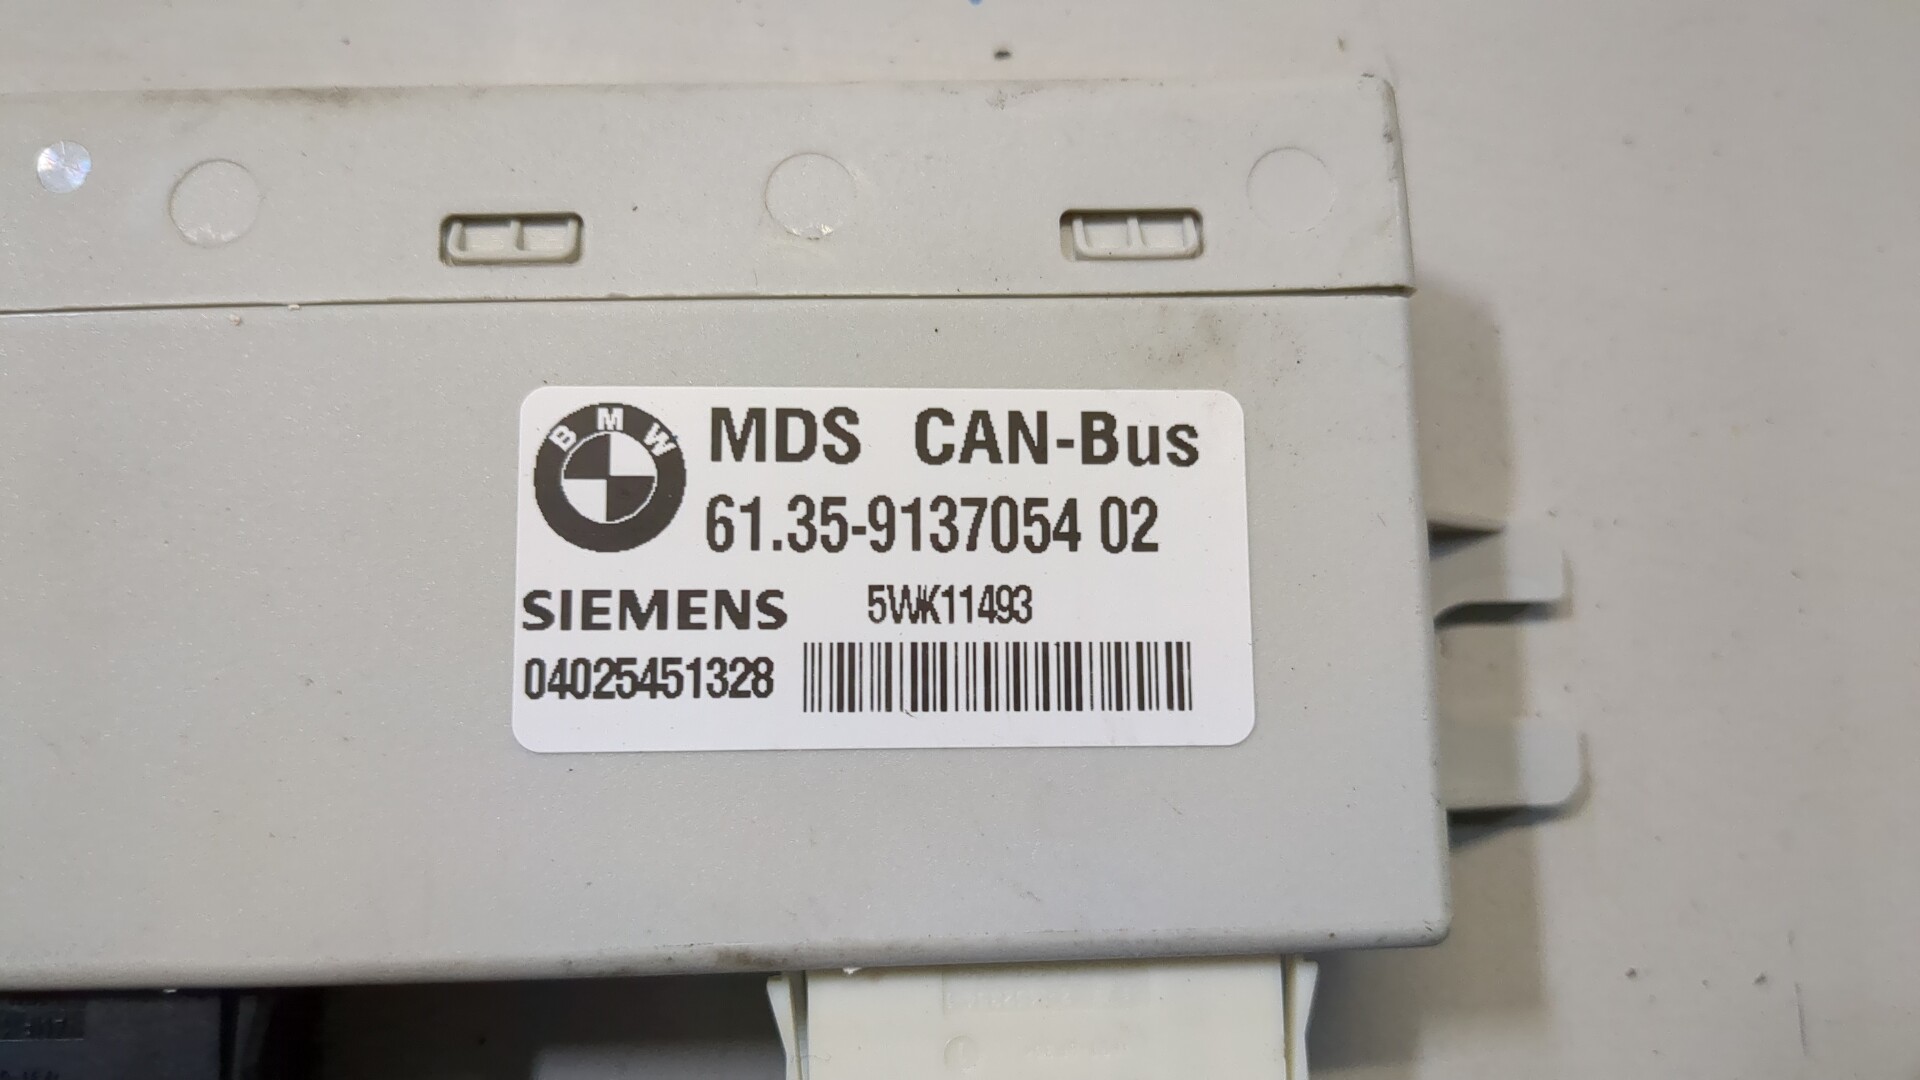 BMW
MDS CAN-Bus
61.35-9137054 02
SIEMENS 5WK11493
04025451328